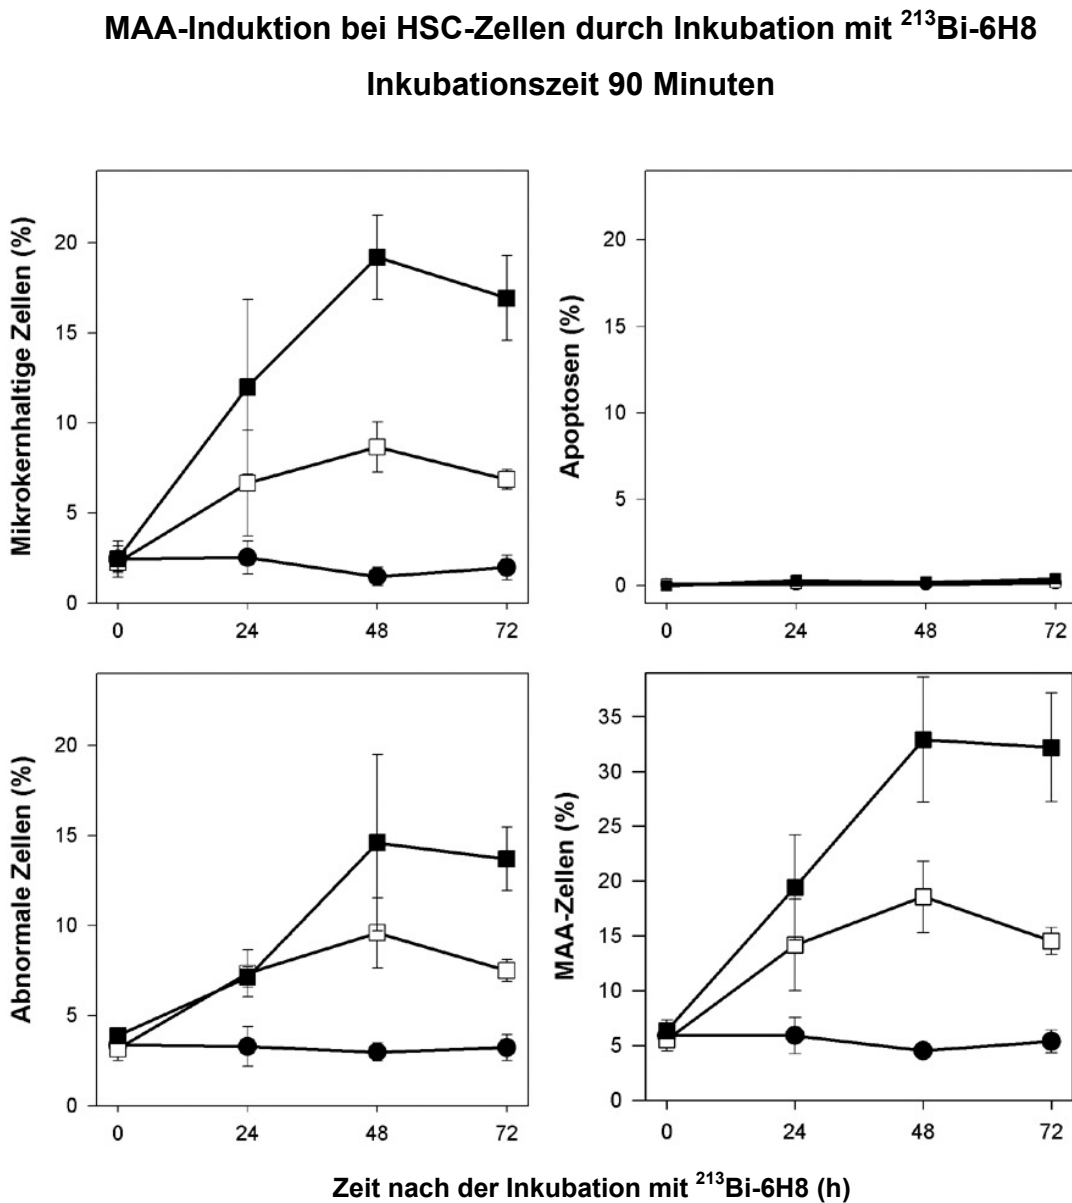 MAA-Induktion bei HSC-Zellen durch Inkubation mit ²¹³Bi-6H8
Inkubationszeit 90 Minuten
Mikrokernhaltige Zellen (%)
20
15
10
5
0
0 24 48 72
Apoptosen (%)
20
15
10
5
0
0 24 48 72
Abnormale Zellen (%)
20
15
10
5
0
0 24 48 72
MAA-Zellen (%)
35
30
25
20
15
10
5
0
0 24 48 72
Zeit nach der Inkubation mit ²¹³Bi-6H8 (h)